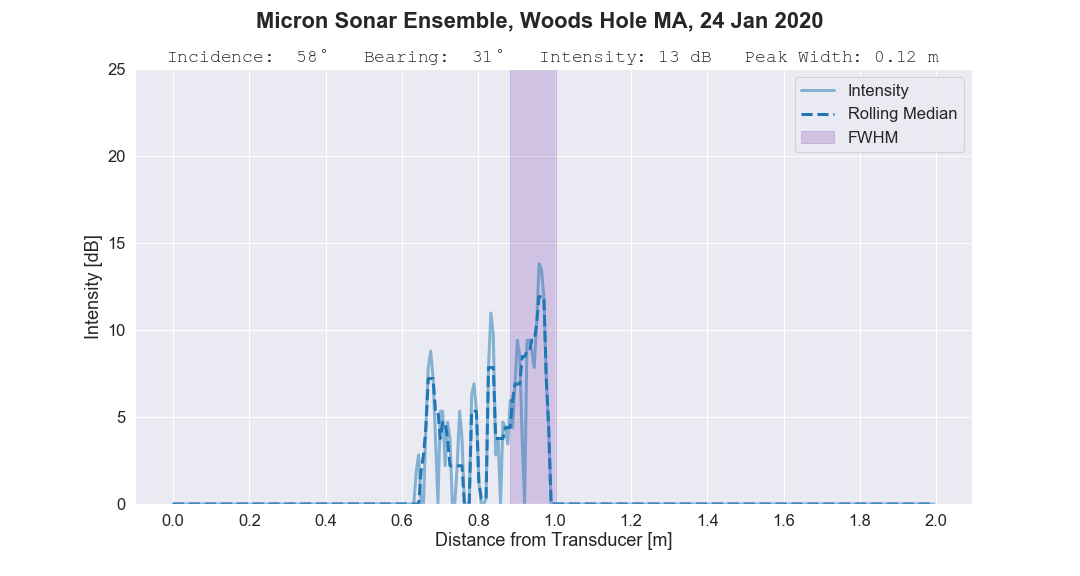 Micron Sonar Ensemble, Woods Hole MA, 24 Jan 2020
Incidence:  58°   Bearing:  31°   Intensity: 13 dB   Peak Width: 0.12 m
25
20
15
10
5
0
Intensity [dB]
Intensity
Rolling Median
FWHM
0.0 0.2 0.4 0.6 0.8 1.0 1.2 1.4 1.6 1.8 2.0
Distance from Transducer [m]